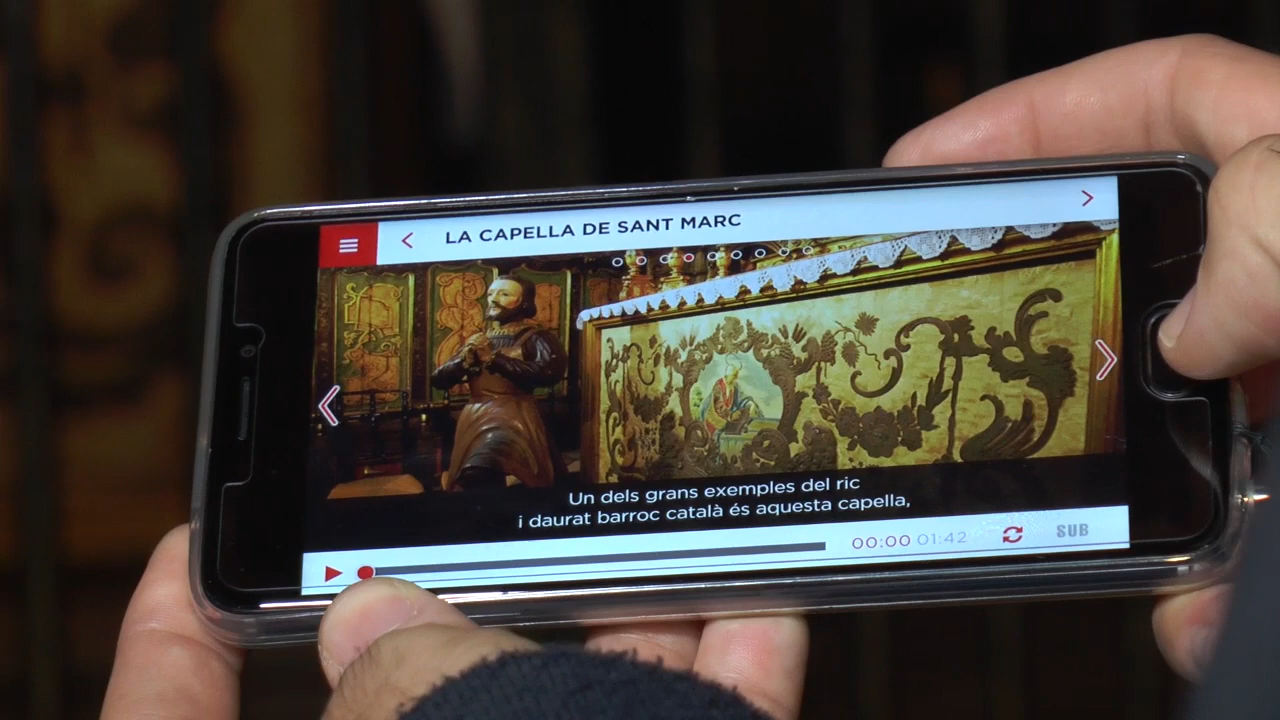 LA CAPELLA DE SANT MARC
Un dels grans exemples del ric
i daurat barroc català és aquesta capella,
00:00 01:42
SUB